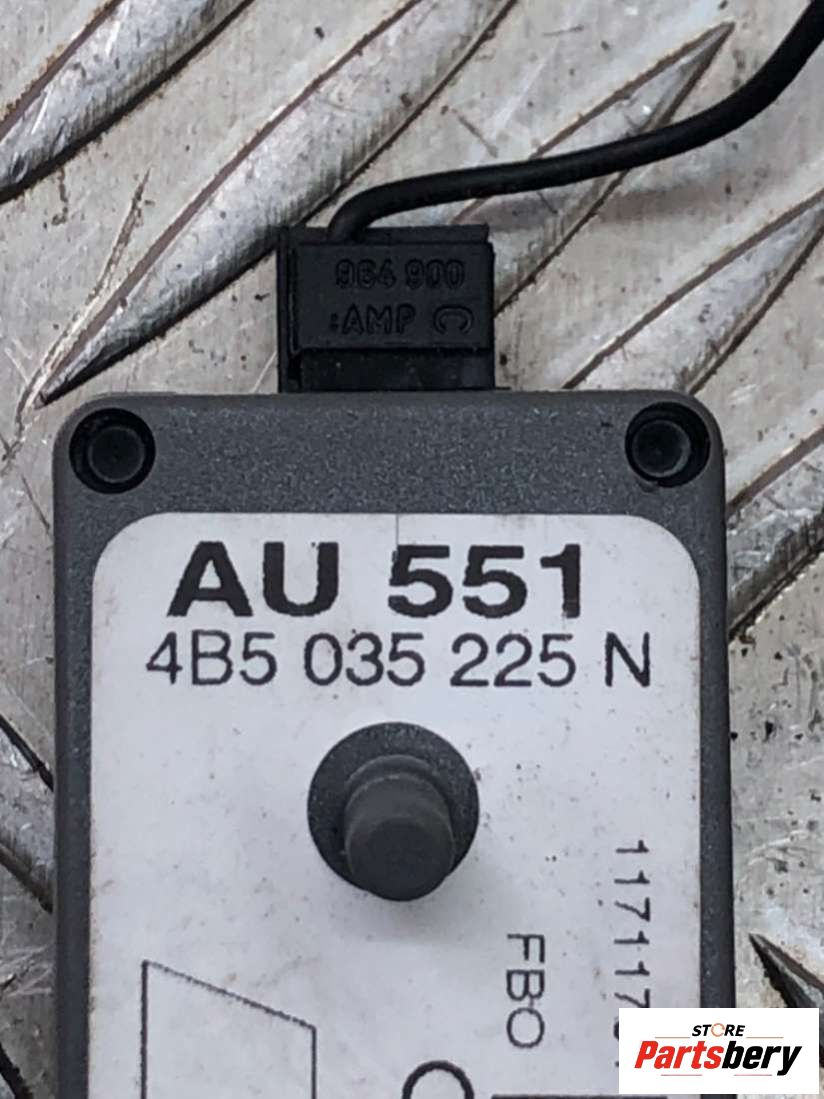 964 900
:AMP C
AU 551
4B5 035 225 N
FBO
STORE
Partsbery